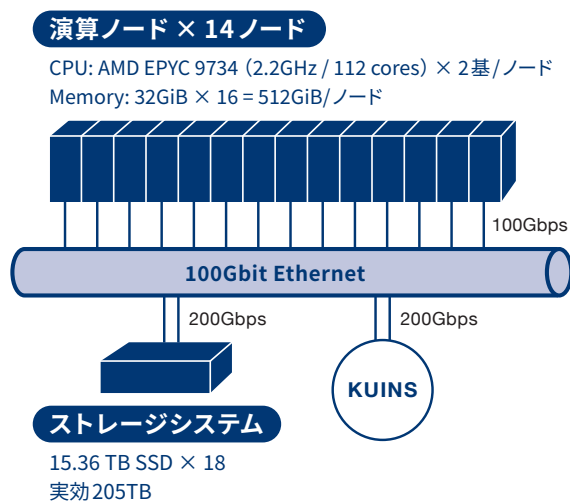 演算ノード × 14ノード
CPU: AMD EPYC 9734（2.2GHz / 112 cores）× 2基/ノード
Memory: 32GiB × 16 = 512GiB/ノード
100Gbps
100Gbit Ethernet
200Gbps
200Gbps
KUINS
ストレージシステム
15.36 TB SSD × 18
実効205TB